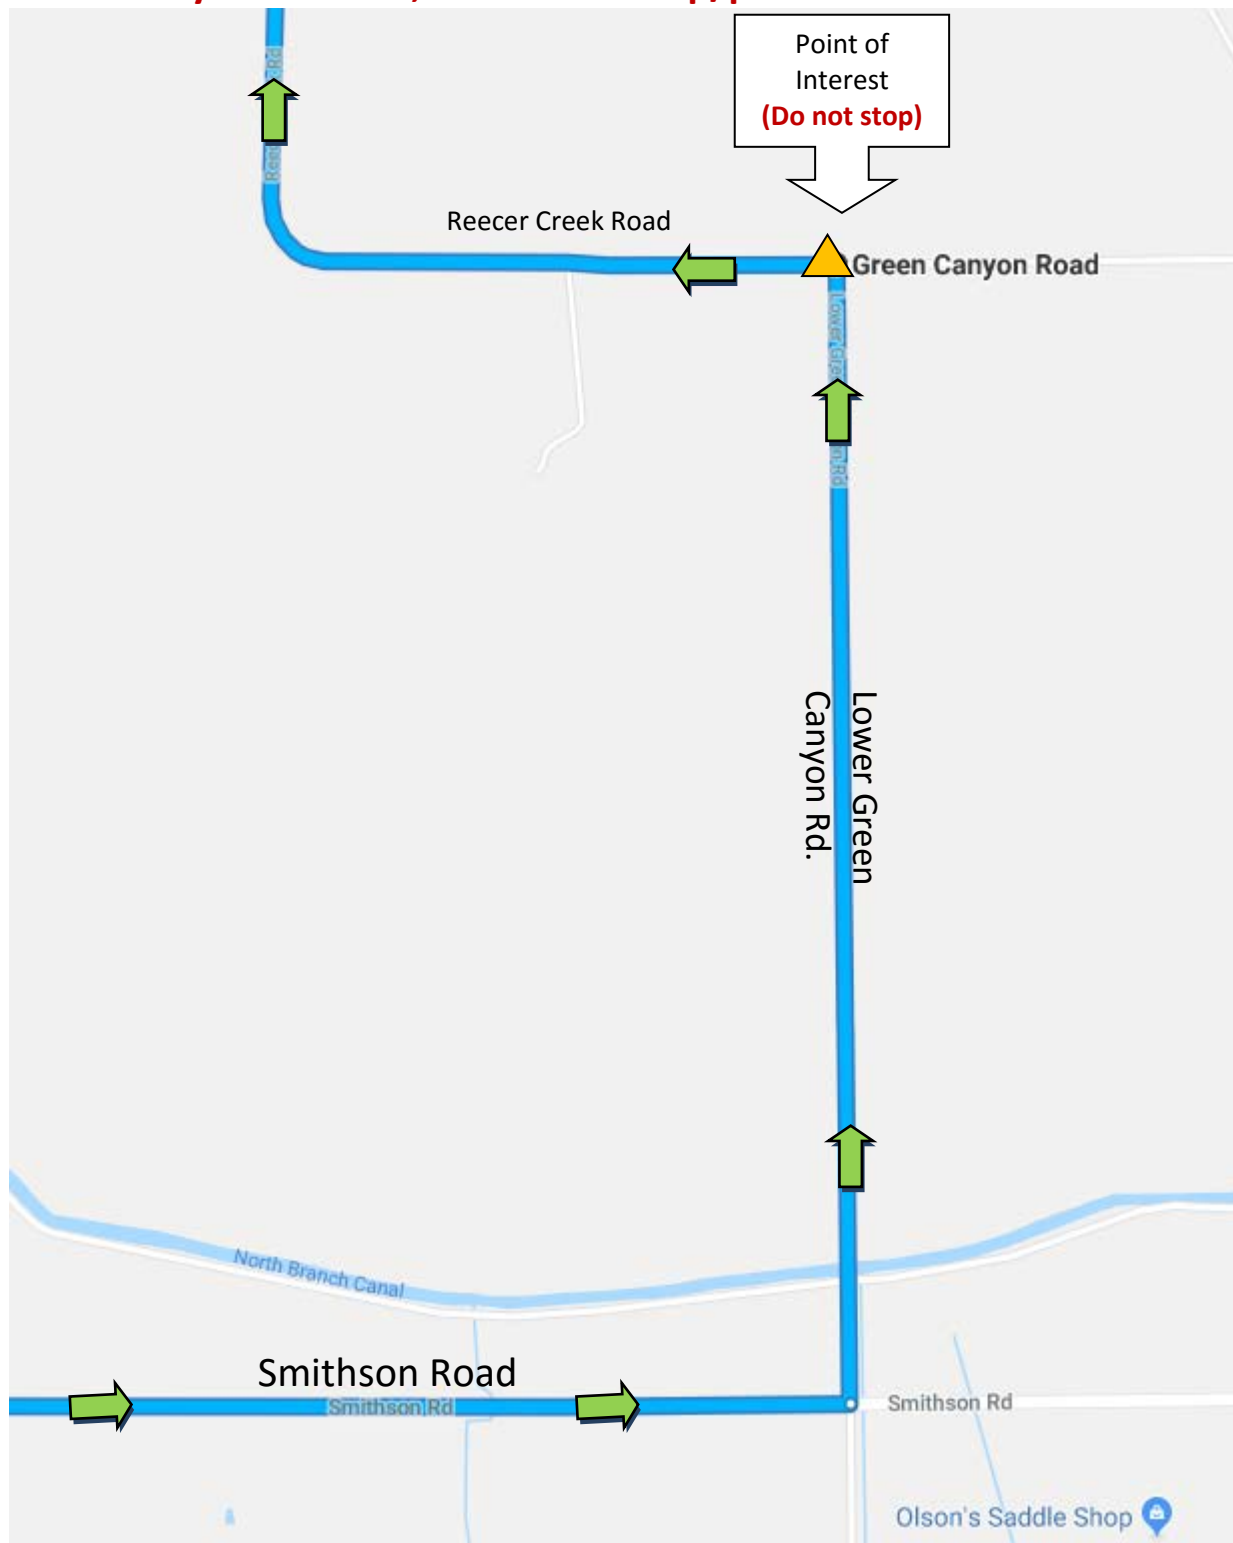 Point of
Interest
(Do not stop)
Reecer Creek Road
Green Canyon Road
Lower Green
Canyon Rd.
North Branch Canal
Smithson Road
Smithson Rd
Smithson Rd
Olson's Saddle Shop